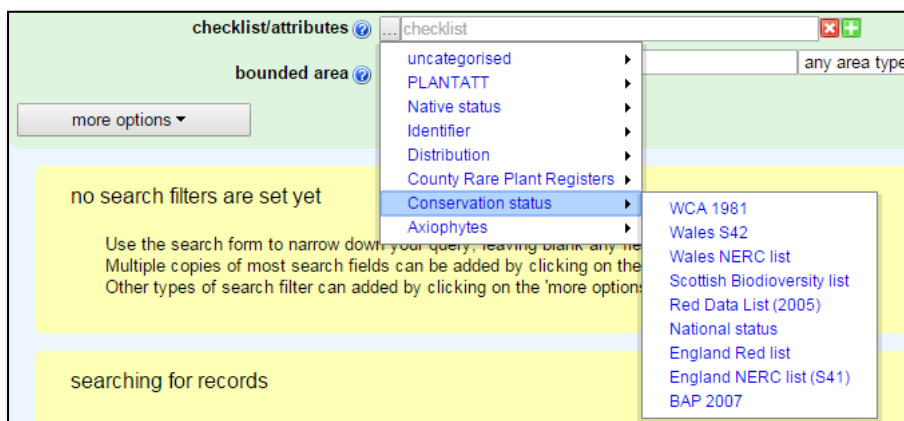 checklist/attributes ? ... checklist
bounded area ? any area type
more options
uncategorised
PLANTATT
Native status
Identifier
Distribution
County Rare Plant Registers
Conservation status
Axiophytes
WCA 1981
Wales S42
Wales NERC list
Scottish Biodioversity list
Red Data List (2005)
National status
England Red list
England NERC list (S41)
BAP 2007
no search filters are set yet
Use the search form to narrow down your query, leaving blank any
Multiple copies of most search fields can be added by clicking on the
Other types of search filter can added by clicking on the 'more option
searching for records